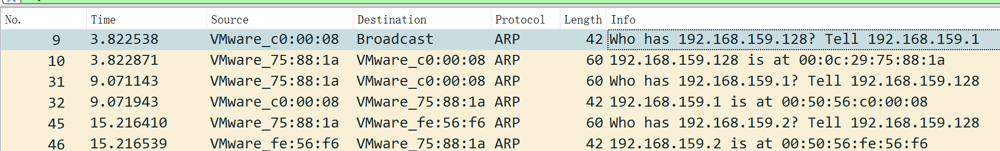 No. Time Source Destination Protocol Length Info
9 3.822538 VMware_c0:00:08 Broadcast ARP 42 Who has 192.168.159.128? Tell 192.168.159.1
10 3.822871 VMware_75:88:1a VMware_c0:00:08 ARP 60 192.168.159.128 is at 00:0c:29:75:88:1a
31 9.071143 VMware_75:88:1a VMware_c0:00:08 ARP 60 Who has 192.168.159.1? Tell 192.168.159.128
32 9.071943 VMware_c0:00:08 VMware_75:88:1a ARP 42 192.168.159.1 is at 00:50:56:c0:00:08
45 15.216410 VMware_75:88:1a VMware_fe:56:f6 ARP 60 Who has 192.168.159.2? Tell 192.168.159.128
46 15.216539 VMware_fe:56:f6 VMware_75:88:1a ARP 42 192.168.159.2 is at 00:50:56:fe:56:f6